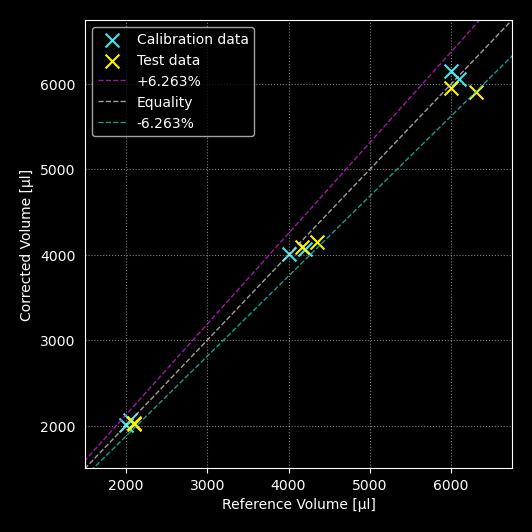 Calibration data
Test data
+6.263%
Equality
-6.263%
6000
5000
4000
3000
2000
Corrected Volume [µl]
2000 3000 4000 5000 6000
Reference Volume [µl]